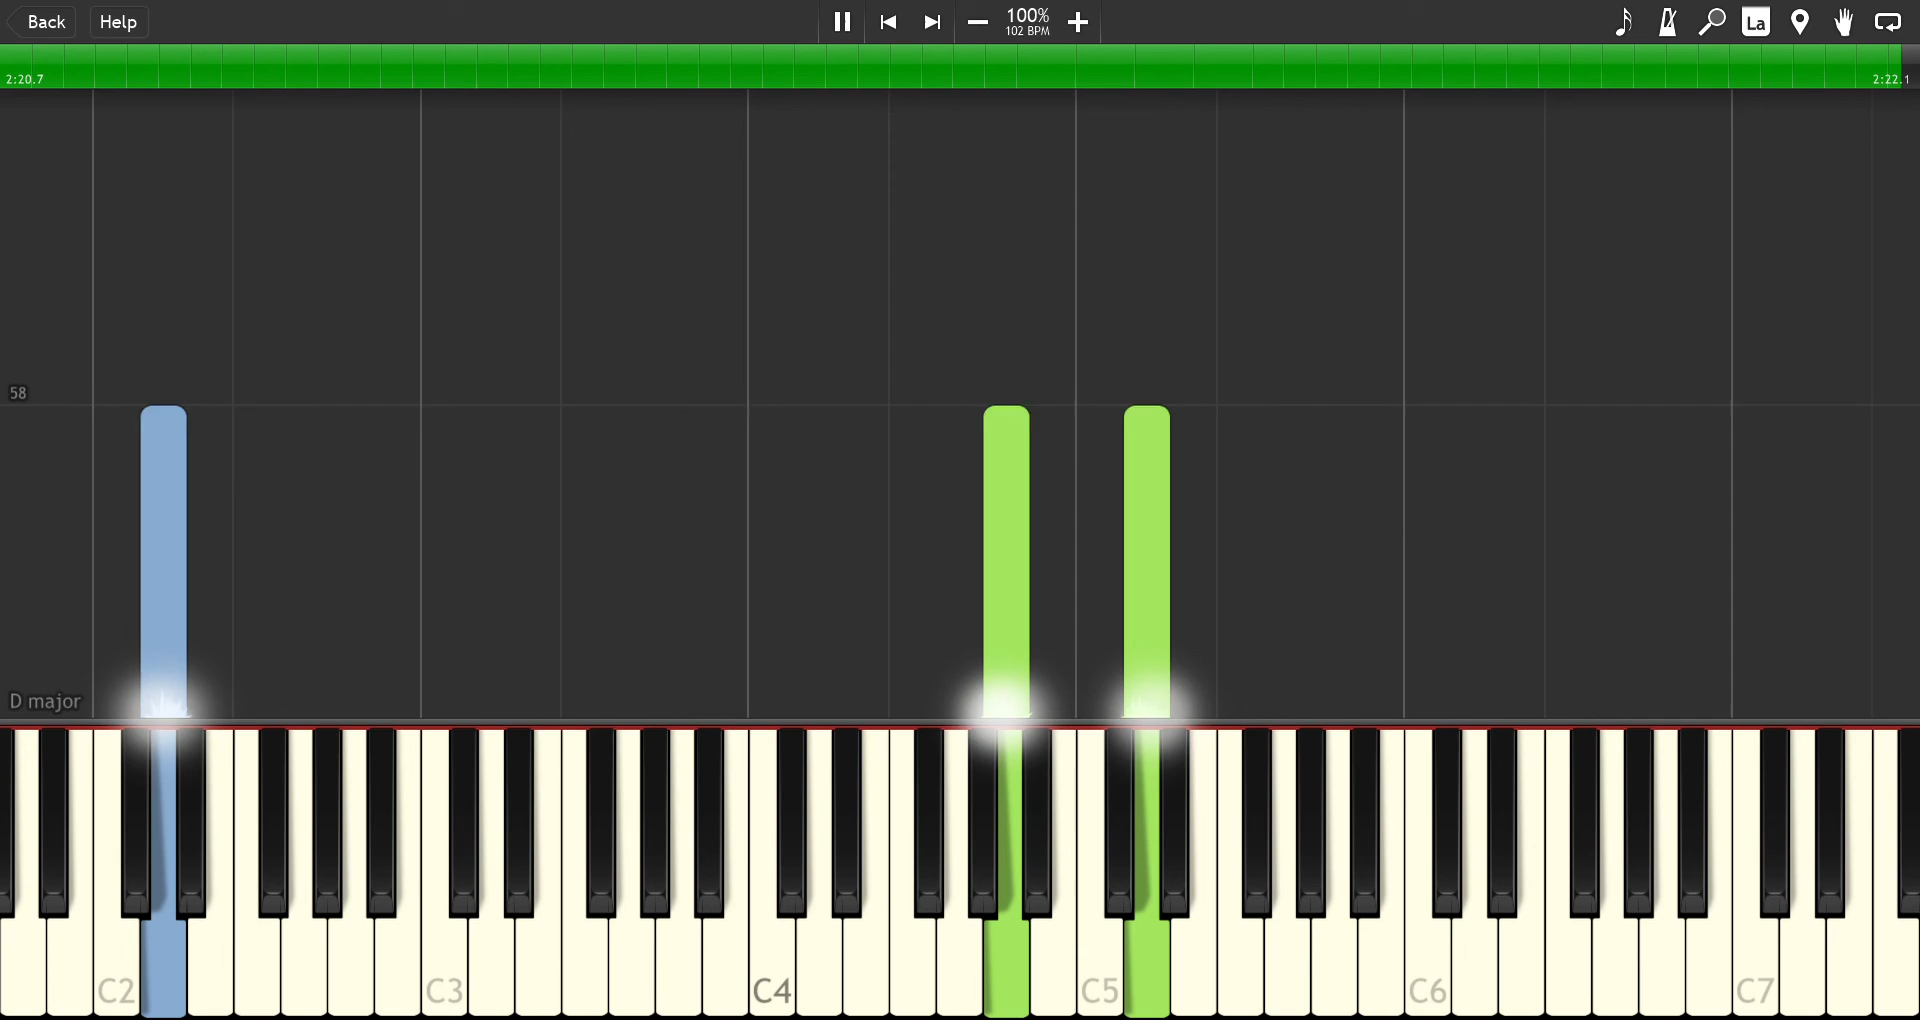 Back Help 100% La
102 BPM
2:20.7 2:22.1
58
D major
C2 C3 C4 C5 C6 C7